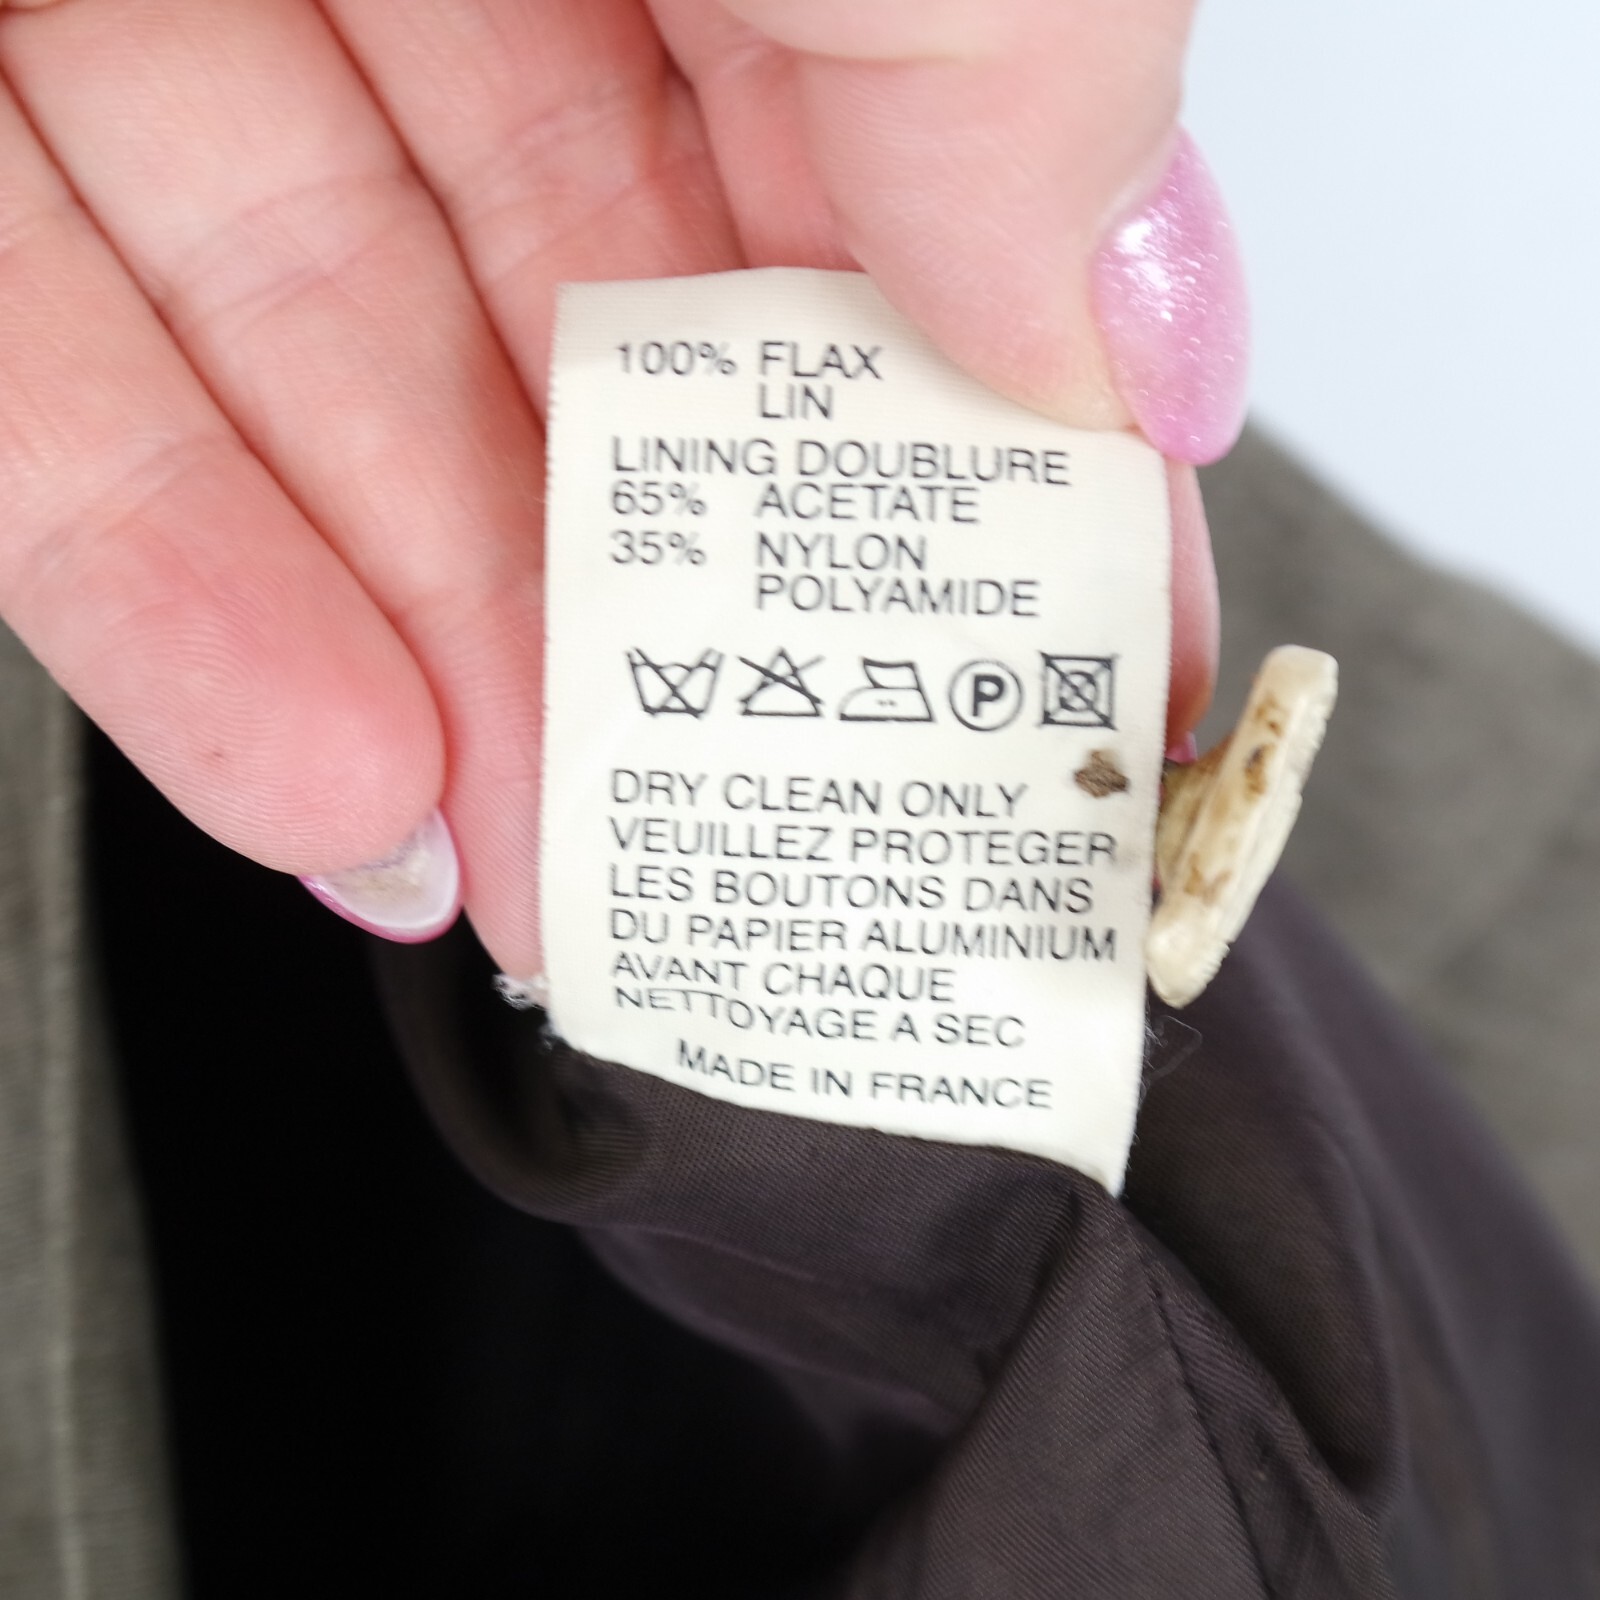 100% FLAX
LIN
LINING DOUBLURE
65% ACETATE
35% NYLON
POLYAMIDE
P
DRY CLEAN ONLY
VEUILLEZ PROTEGER
LES BOUTONS DANS
DU PAPIER ALUMINIUM
AVANT CHAQUE
NETTOYAGE A SEC
MADE IN FRANCE